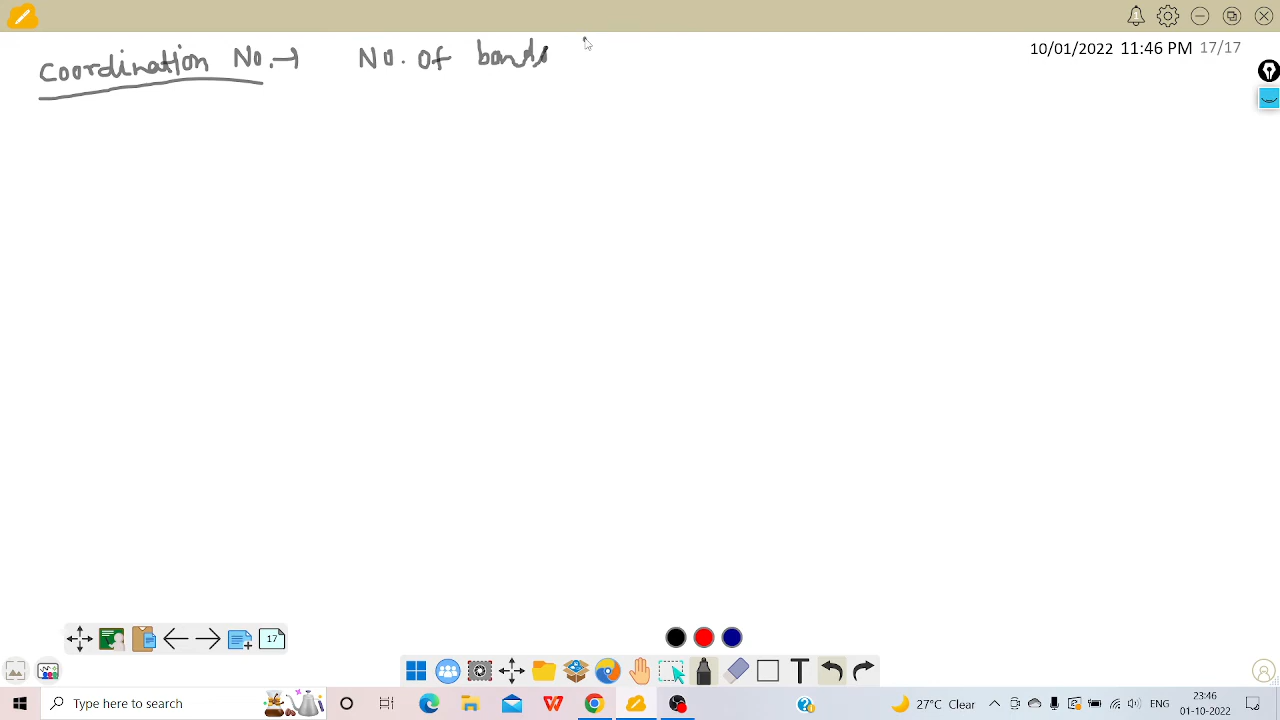 10/01/2022 11:46 PM 17/17
coordination No. → No. of bonds
17
Type here to search
27°C Clear
ENG
23:46
01-10-2022